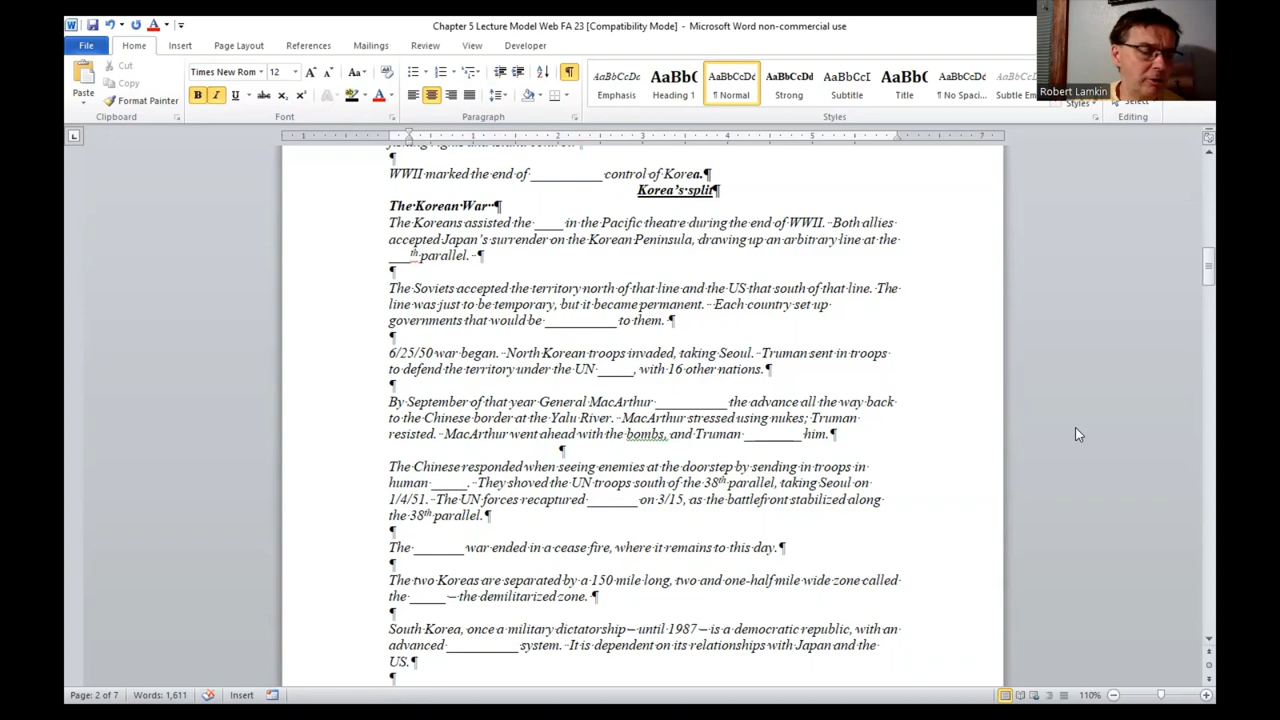 Chapter 5 Lecture Model Web FA 23 [Compatibility Mode] - Microsoft Word non-commercial use
File Home Insert Page Layout References Mailings Review View Developer
Cut
Copy
Format Painter
Paste
Clipboard
Times New Rom 12
Font
Paragraph
AaBbCcDc AaBbC AaBbCcDc AaBbCcDc AaBbCcDd AaBbC AaBbCcDc
Emphasis Heading 1 ¶ Normal Strong Subtitle Title ¶ No Spaci... Subtle Em
Styles
Styles
Editing
Robert Lamkin
WWII marked the end of __________ control of Korea.¶
Korea's split¶
The Korean War ¶
The Koreans assisted the ____ in the Pacific theatre during the end of WWII. Both allies
accepted Japan's surrender on the Korean Peninsula, drawing up an arbitrary line at the
___th parallel. ¶
¶
The Soviets accepted the territory north of that line and the US that south of that line. The
line was just to be temporary, but it became permanent. Each country set up
governments that would be __________ to them. ¶
¶
6/25/50 war began. North Korean troops invaded, taking Seoul. Truman sent in troops
to defend the territory under the UN _____, with 16 other nations.¶
¶
By September of that year General MacArthur __________ the advance all the way back
to the Chinese border at the Yalu River. MacArthur stressed using nukes; Truman
resisted. MacArthur went ahead with the bombs, and Truman ________ him.¶
¶
The Chinese responded when seeing enemies at the doorstep by sending in troops in
human _____. They shoved the UN troops south of the 38th parallel, taking Seoul on
1/4/51. The UN forces recaptured _______ on 3/15, as the battlefront stabilized along
the 38th parallel.¶
¶
The _______ war ended in a cease fire, where it remains to this day.¶
¶
The two Koreas are separated by a 150 mile long, two and one-half mile wide zone called
the _____ – the demilitarized zone. ¶
¶
South Korea, once a military dictatorship – until 1987 – is a democratic republic, with an
advanced __________ system. It is dependent on its relationships with Japan and the
US.¶
¶
Page: 2 of 7 Words: 1,611 Insert 110%